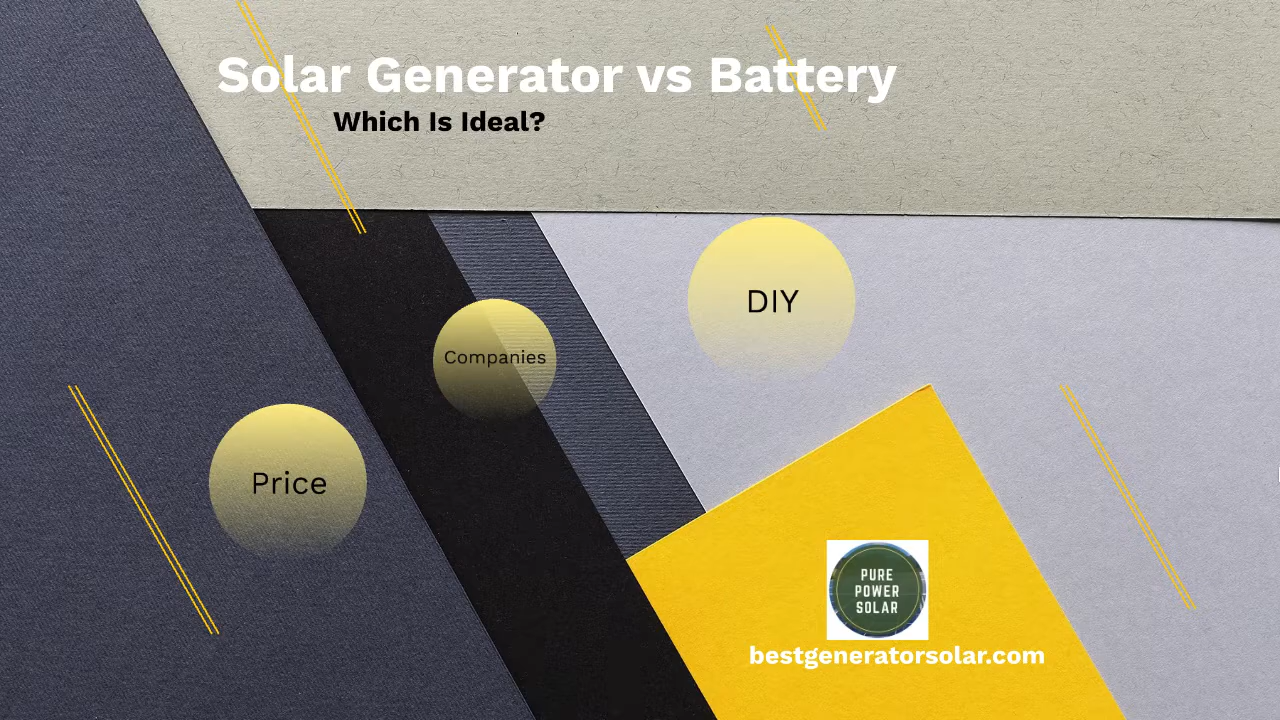 Solar Generator vs Battery
Which Is Ideal?
DIY
Companies
Price
PURE
POWER
SOLAR
bestgeneratorsolar.com